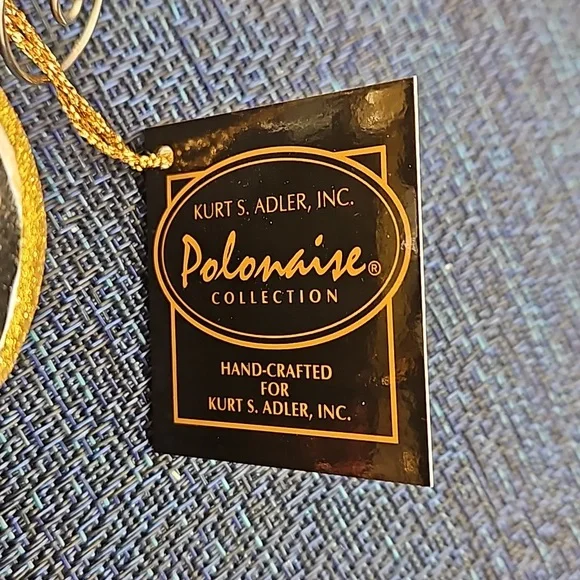 KURT S. ADLER, INC.
Polonaise®
COLLECTION
HAND-CRAFTED
FOR
KURT S. ADLER, INC.